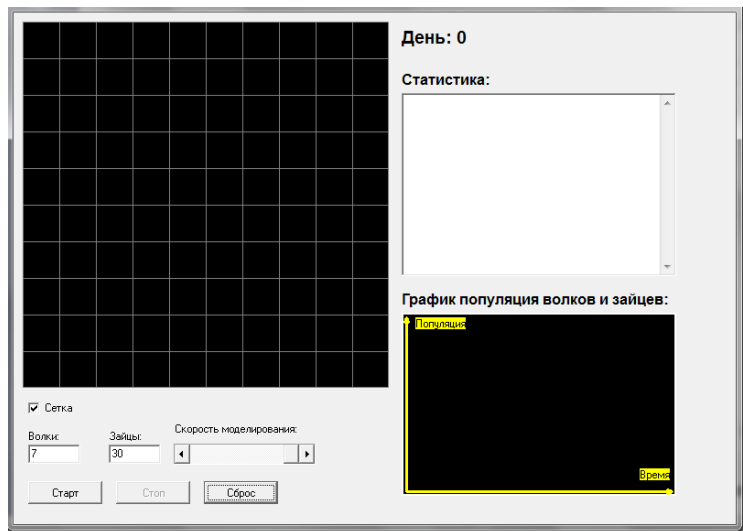 День: 0
Статистика:
График популяция волков и зайцев:
Популяция
Время
Сетка
Волки:
Зайцы:
Скорость моделирования:
7
30
Старт
Стоп
Сброс